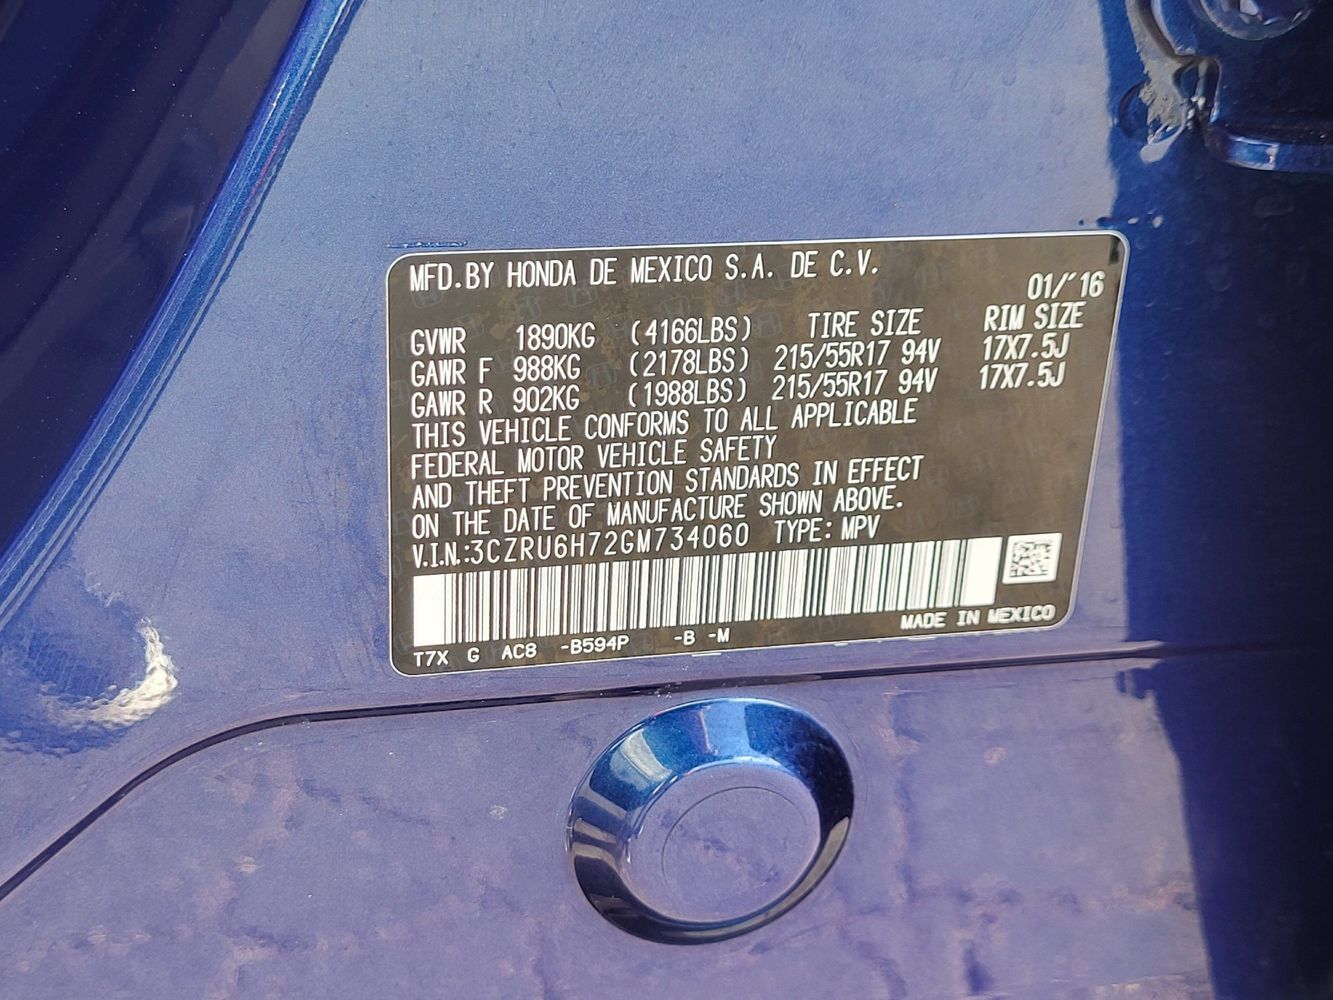 MFD.BY HONDA DE MEXICO S.A. DE C.V.
01/'16
GVWR 1890KG (4166LBS) TIRE SIZE RIM SIZE
GAWR F 988KG (2178LBS) 215/55R17 94V 17X7.5J
GAWR R 902KG (1988LBS) 215/55R17 94V 17X7.5J
THIS VEHICLE CONFORMS TO ALL APPLICABLE
FEDERAL MOTOR VEHICLE SAFETY
AND THEFT PREVENTION STANDARDS IN EFFECT
ON THE DATE OF MANUFACTURE SHOWN ABOVE.
V.I.N.:3CZRU6H72GM734060 TYPE: MPV
MADE IN MEXICO
T7X G AC8 -B594P -B -M